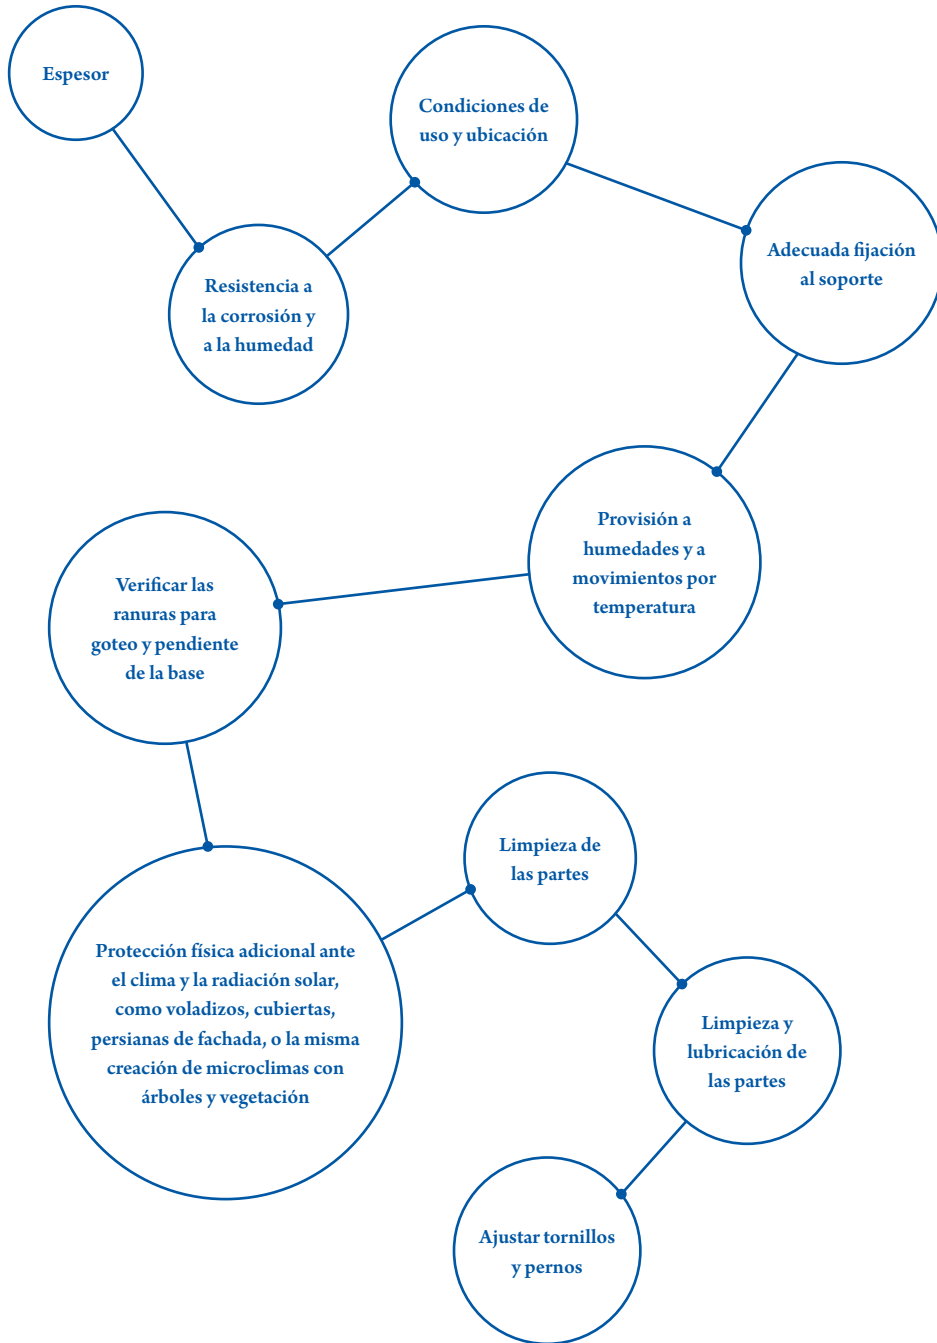 Espesor
Condiciones de
uso y ubicación
Adecuada fijación
al soporte
Resistencia a
la corrosión y
a la humedad
Provisión a
humedades y a
movimientos por
temperatura
Verificar las
ranuras para
goteo y pendiente
de la base
Limpieza de
las partes
Protección física adicional ante
el clima y la radiación solar,
como voladizos, cubiertas,
persianas de fachada, o la misma
creación de microclimas con
árboles y vegetación
Limpieza y
lubricación de
las partes
Ajustar tornillos
y pernos